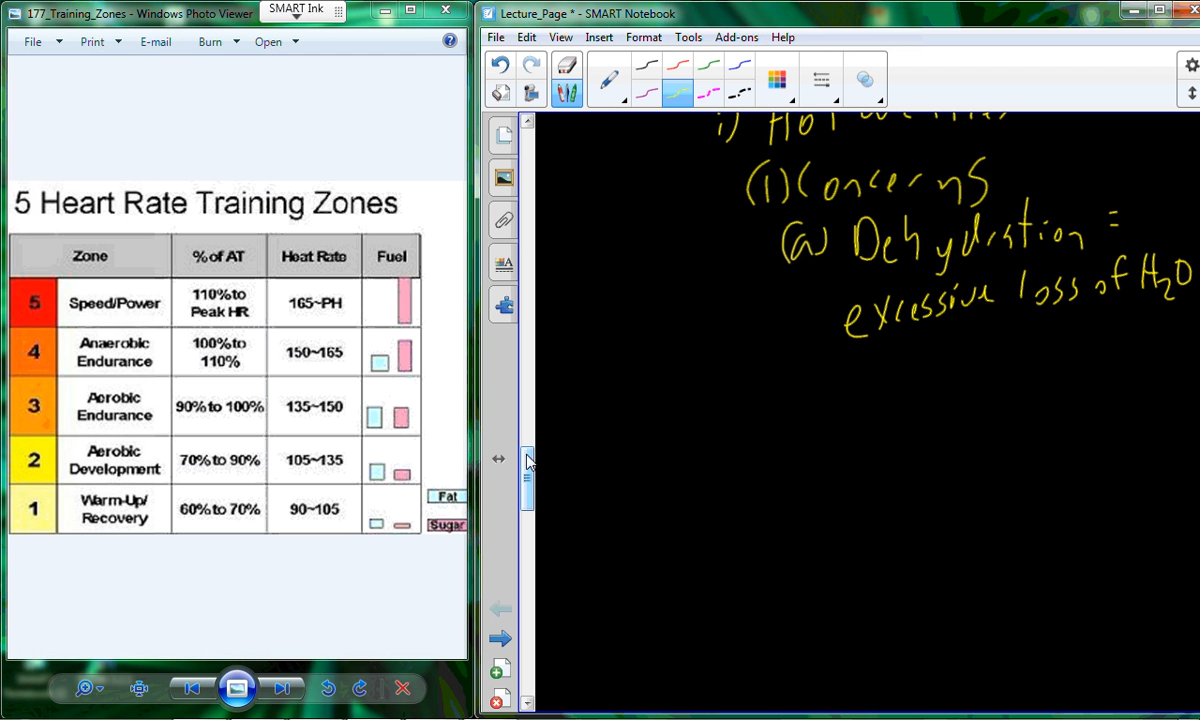 177_Training_Zones - Windows Photo Viewer
SMART Ink
File Print E-mail Burn Open
5 Heart Rate Training Zones
Zone % of AT Heat Rate Fuel
5 Speed/Power 110% to Peak HR 165~PH
4 Anaerobic Endurance 100% to 110% 150~165
3 Aerobic Endurance 90% to 100% 135~150
2 Aerobic Development 70% to 90% 105~135
1 Warm-Up/ Recovery 60% to 70% 90~105
Fat
Sugar
Lecture_Page * - SMART Notebook
File Edit View Insert Format Tools Add-ons Help
i) Hot
(1) Concerns
(a) Dehydration =
excessive loss of H2O